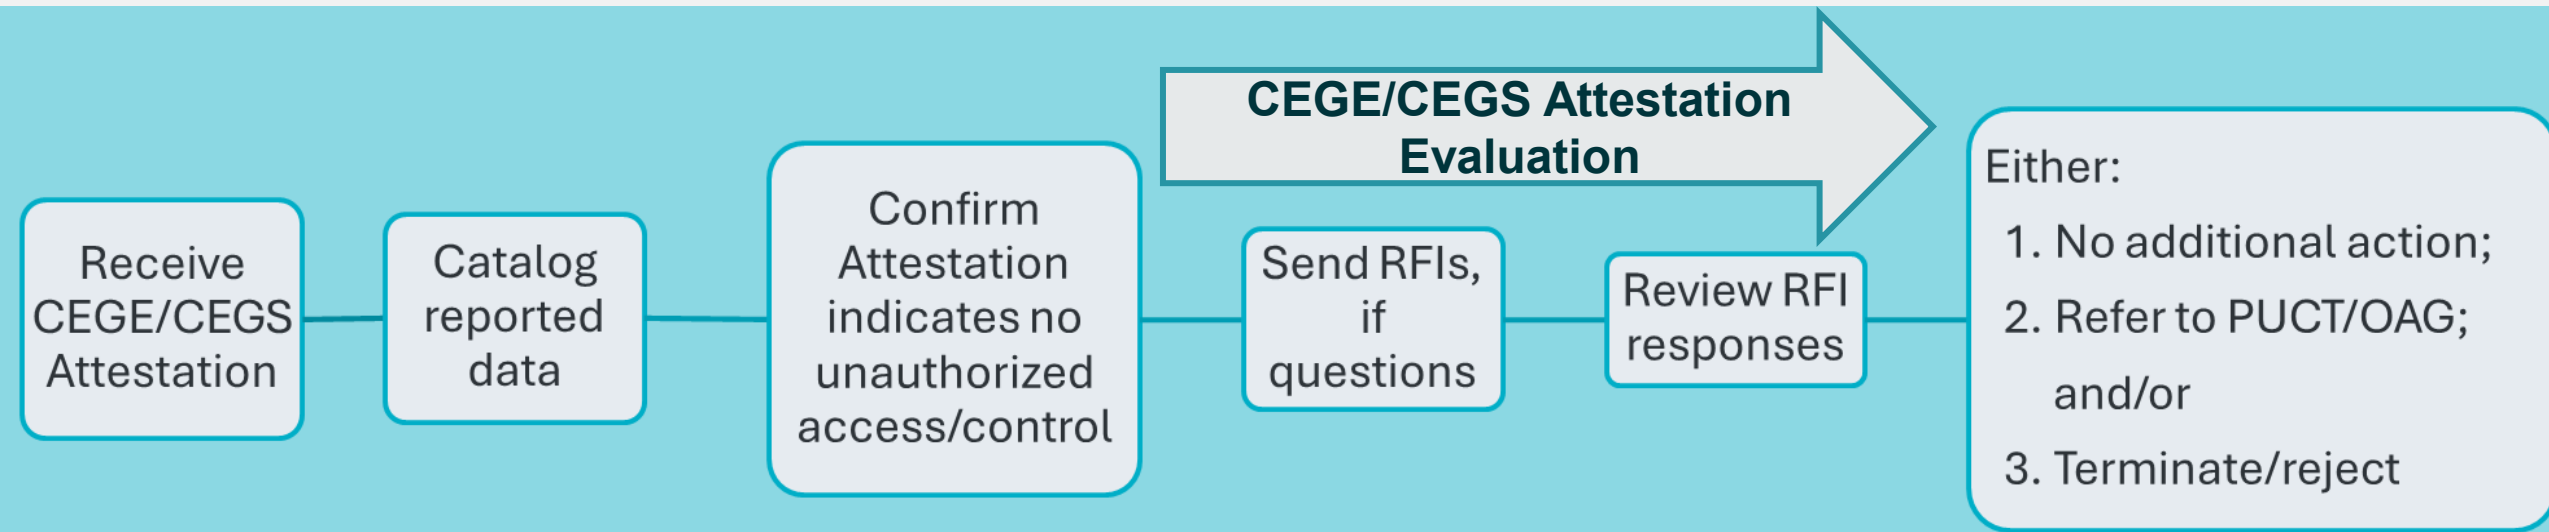 CEGE/CEGS Attestation
Evaluation
Receive
CEGE/CEGS
Attestation
Catalog
reported
data
Confirm
Attestation
indicates no
unauthorized
access/control
Send RFIs,
if
questions
Review RFI
responses
Either:
1. No additional action;
2. Refer to PUCT/OAG;
and/or
3. Terminate/reject